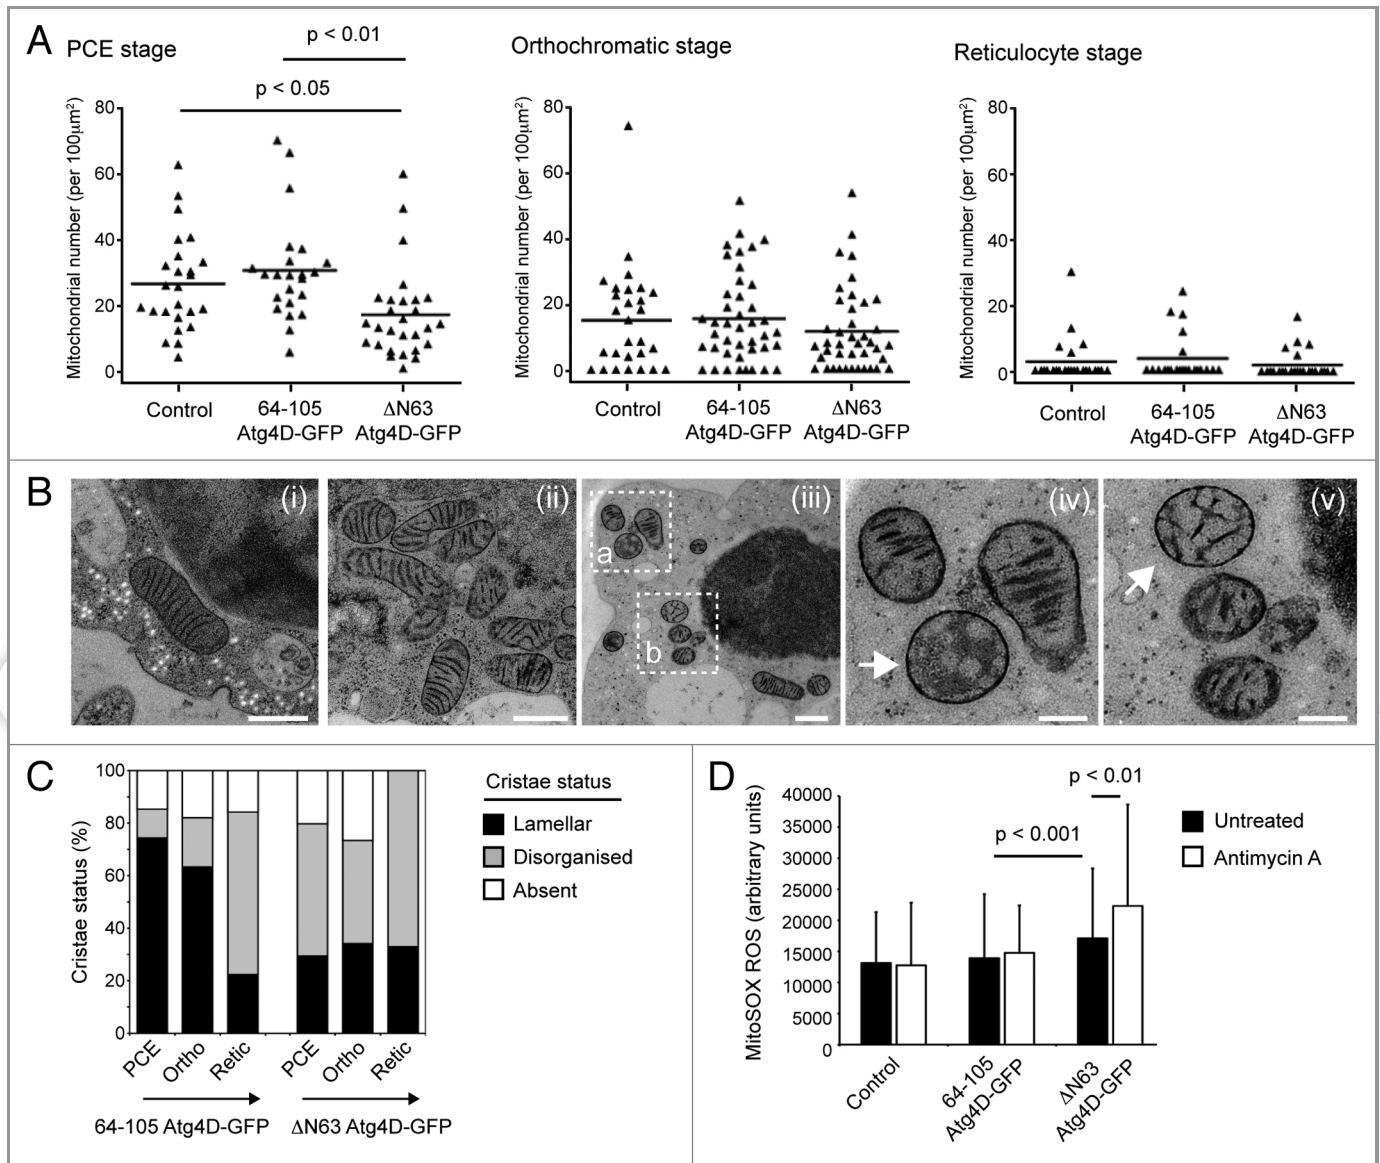 A
PCE stage
p < 0.01
p < 0.05
Mitochondrial number (per 100µm²)
80
60
40
20
0
Control
64-105
Atg4D-GFP
ΔN63
Atg4D-GFP
Orthochromatic stage
Mitochondrial number (per 100µm²)
80
60
40
20
0
Control
64-105
Atg4D-GFP
ΔN63
Atg4D-GFP
Reticulocyte stage
Mitochondrial number (per 100µm²)
80
60
40
20
0
Control
64-105
Atg4D-GFP
ΔN63
Atg4D-GFP
B
(i)
(ii)
(iii)
a
b
(iv)
(v)
C
Cristae status (%)
100
80
60
40
20
0
PCE
Ortho
Retic
PCE
Ortho
Retic
64-105 Atg4D-GFP
ΔN63 Atg4D-GFP
Cristae status
Lamellar
Disorganised
Absent
D
MitoSOX ROS (arbitrary units)
40000
35000
30000
25000
20000
15000
10000
5000
0
p < 0.001
p < 0.01
Control
64-105
Atg4D-GFP
ΔN63
Atg4D-GFP
Untreated
Antimycin A